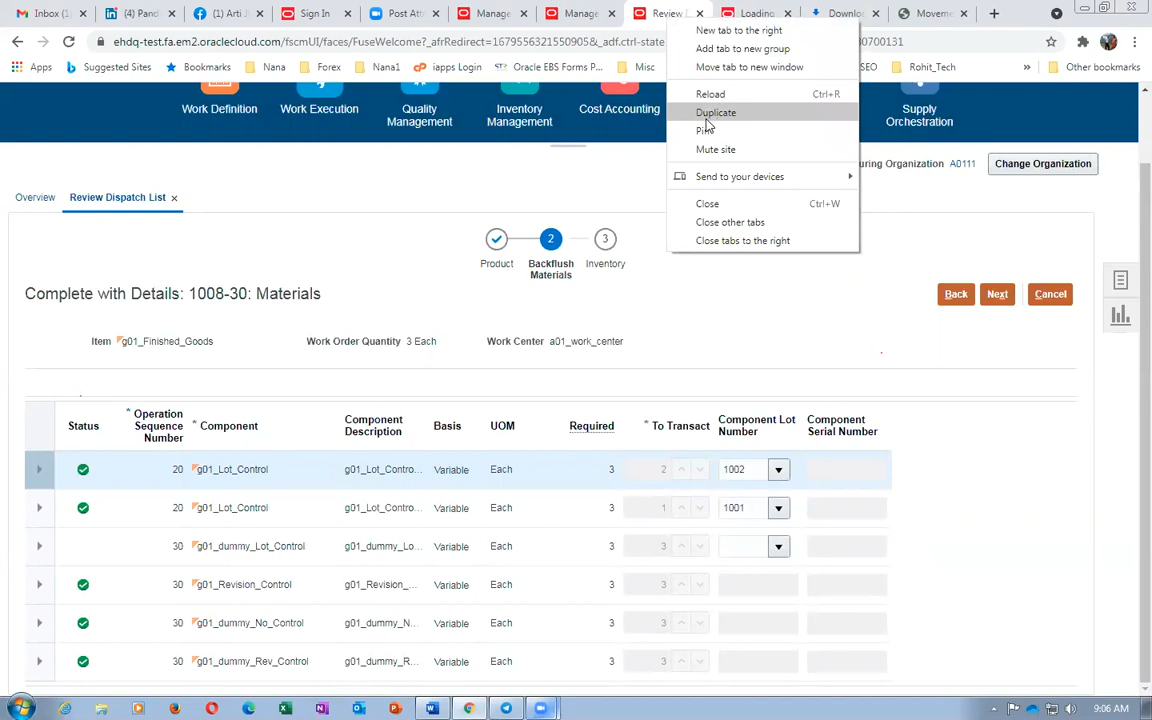 Inbox (1)
(4) Pand
(1) Arti J
Sign In
Post Att
Manage
Manage
Review
Loading
Downloa
Moveme
ehdq-test.fa.em2.oraclecloud.com/fscmUI/faces/FuseWelcome?_afrRedirect=1679556321550905&_adf.ctrl-state
80700131
Apps
Suggested Sites
Bookmarks
Nana
Forex
Nana1
iapps Login
Oracle EBS Forms P...
Misc
SEO
Rohit_Tech
»
Other bookmarks
New tab to the right
Add tab to new group
Move tab to new window
Reload Ctrl+R
Duplicate
Pin
Mute site
Send to your devices
Close Ctrl+W
Close other tabs
Close tabs to the right
Work Definition
Work Execution
Quality
Management
Inventory
Management
Cost Accounting
Supply
Orchestration
uring Organization A0111
Change Organization
Overview
Review Dispatch List
2
3
Product
Backflush
Materials
Inventory
Complete with Details: 1008-30: Materials
Back
Next
Cancel
Item g01_Finished_Goods
Work Order Quantity 3 Each
Work Center a01_work_center
Status
* Operation
Sequence
Number
* Component
Component
Description
Basis
UOM
Required
* To Transact
Component Lot
Number
Component
Serial Number
20 g01_Lot_Control g01_Lot_Contro... Variable Each 3 2 1002
20 g01_Lot_Control g01_Lot_Contro... Variable Each 3 1 1001
30 g01_dummy_Lot_Control g01_dummy_Lo... Variable Each 3 3
30 g01_Revision_Control g01_Revision_... Variable Each 3 3
30 g01_dummy_No_Control g01_dummy_N... Variable Each 3 3
30 g01_dummy_Rev_Control g01_dummy_R... Variable Each 3 3
9:06 AM